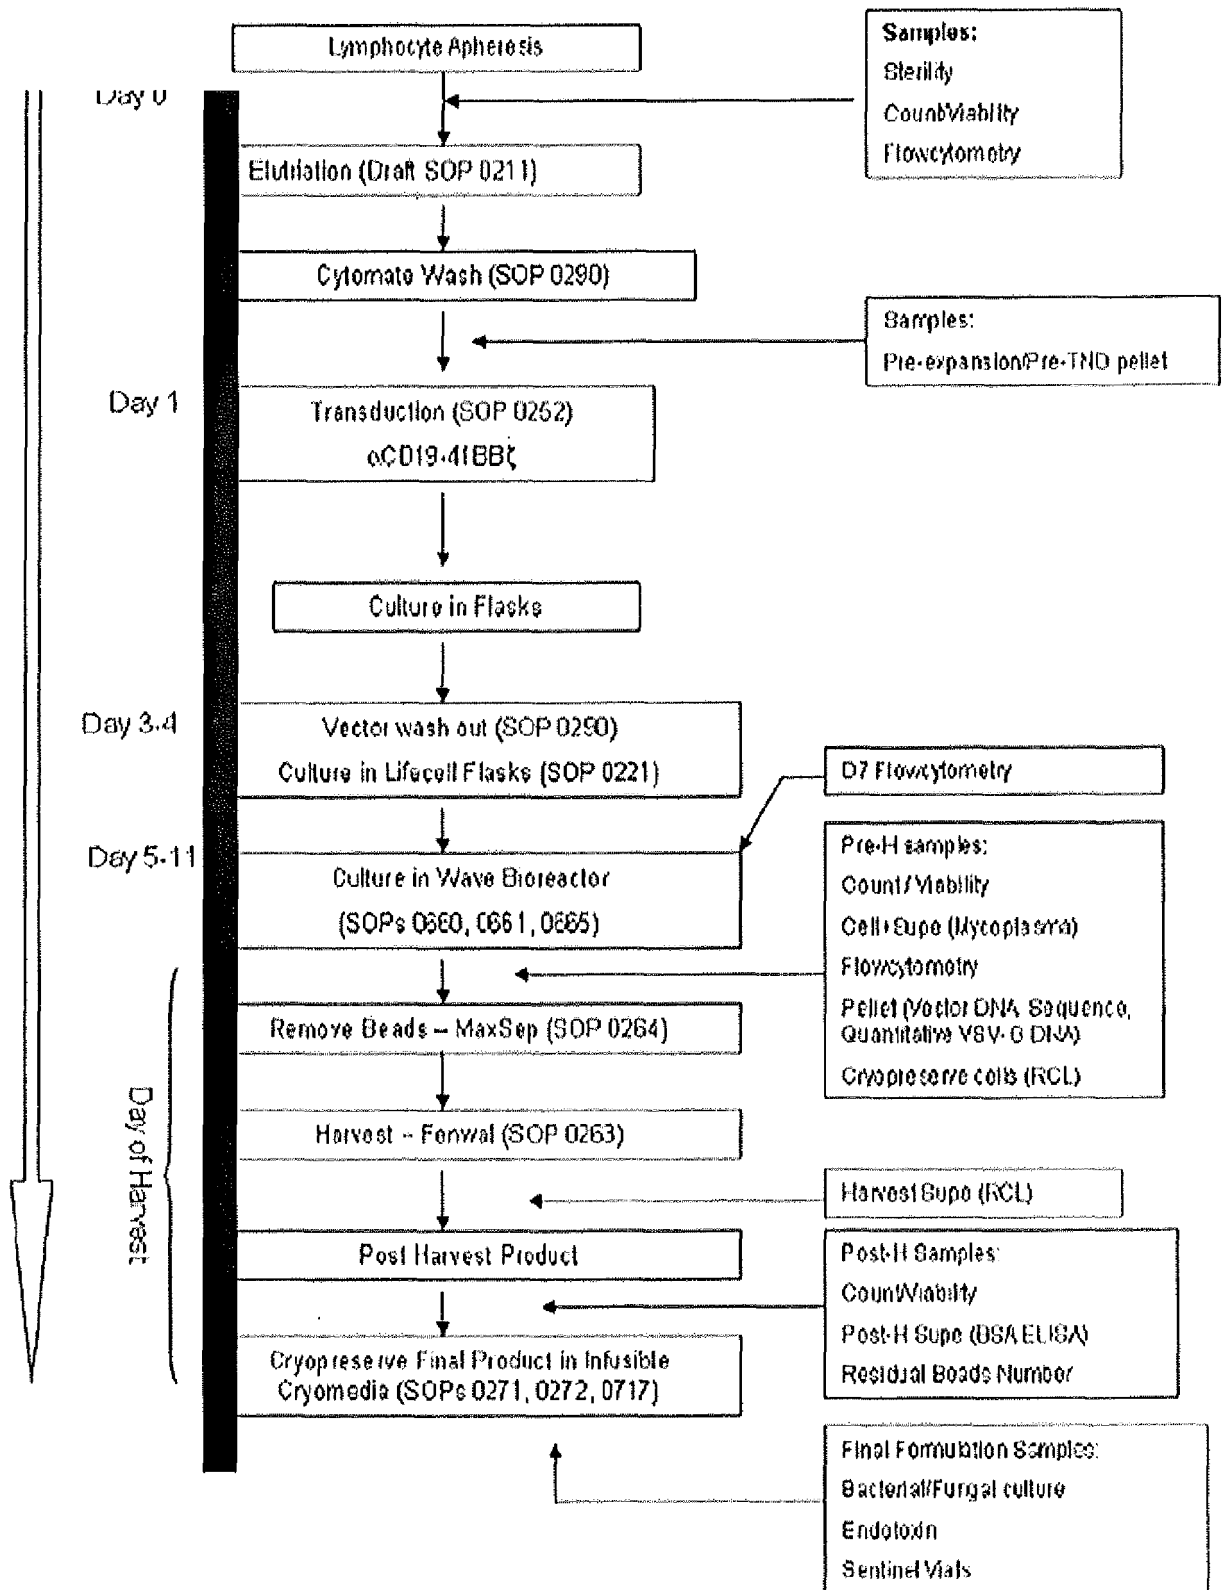 Lymphocyte Apheresis
Samples:
Sterility
Count/Viability
Flowcytometry
Day 0
Elutriation (Draft SOP 0211)
Cytomate Wash (SOP 0290)
Samples:
Pre-expansion/Pre-TND pellet
Day 1
Transduction (SOP 0252)
αCD19-41BBζ
Culture in Flasks
Day 3-4
Vector wash out (SOP 0290)
Culture in Lifecell Flasks (SOP 0221)
D7 Flowcytometry
Day 5-11
Culture in Wave Bioreactor
(SOPs 0660, 0661, 0665)
Pre-H samples:
Count / Viability
Cell+Supe (Mycoplasma)
Flowcytometry
Pellet (Vector DNA Sequence,
Quantitative VSV-G DNA)
Cryopreserve cells (RCL)
Remove Beads – MaxSep (SOP 0264)
Day of Harvest
Harvest – Fenwal (SOP 0263)
Harvest Supe (RCL)
Post Harvest Product
Post-H Samples:
Count/Viability
Post-H Supe (BSA ELISA)
Residual Beads Number
Cryopreserve Final Product in Infusible
Cryomedia (SOPs 0271, 0272, 0717)
Final Formulation Samples:
Bacterial/Fungal culture
Endotoxin
Sentinel Vials